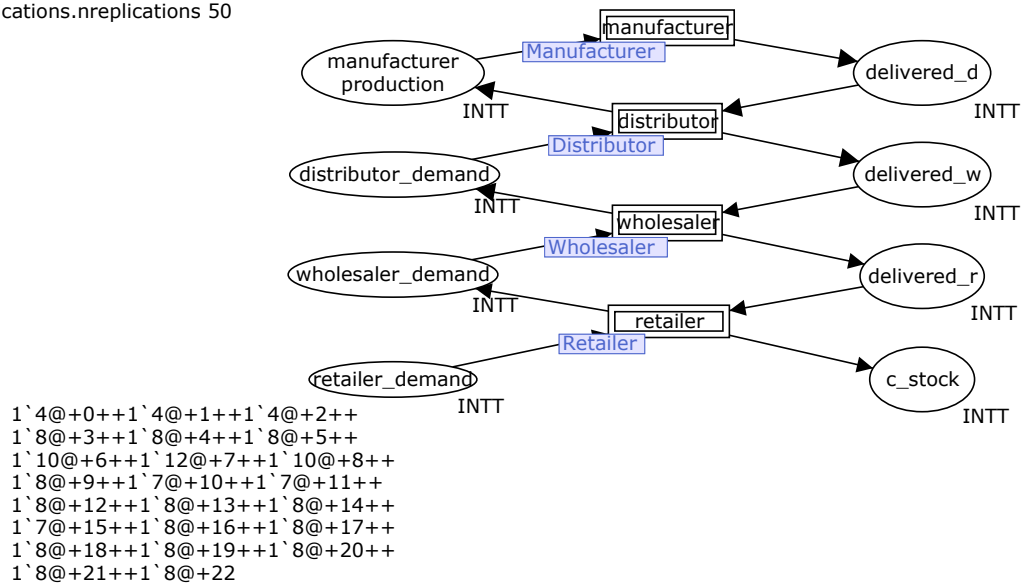 cations.nreplications 50
manufacturer
Manufacturer
manufacturer
production
INTT
delivered_d
INTT
distributor
Distributor
distributor_demand
INTT
delivered_w
INTT
wholesaler
Wholesaler
wholesaler_demand
INTT
delivered_r
INTT
retailer
Retailer
retailer_demand
INTT
c_stock
INTT
1`4@+0++1`4@+1++1`4@+2++
1`8@+3++1`8@+4++1`8@+5++
1`10@+6++1`12@+7++1`10@+8++
1`8@+9++1`7@+10++1`7@+11++
1`8@+12++1`8@+13++1`8@+14++
1`7@+15++1`8@+16++1`8@+17++
1`8@+18++1`8@+19++1`8@+20++
1`8@+21++1`8@+22